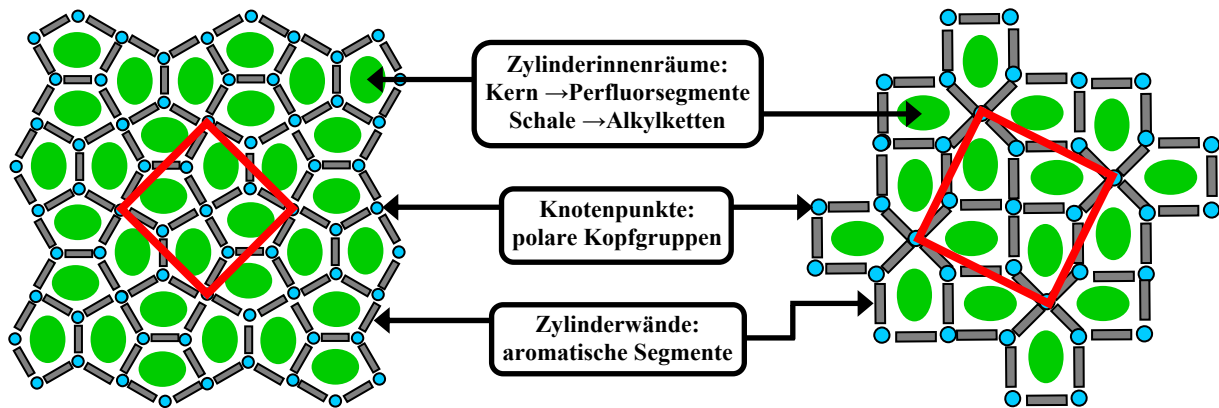 Zylinderinnenräume:
Kern →Perfluorsegmente
Schale →Alkylketten
Knotenpunkte:
polare Kopfgruppen
Zylinderwände:
aromatische Segmente